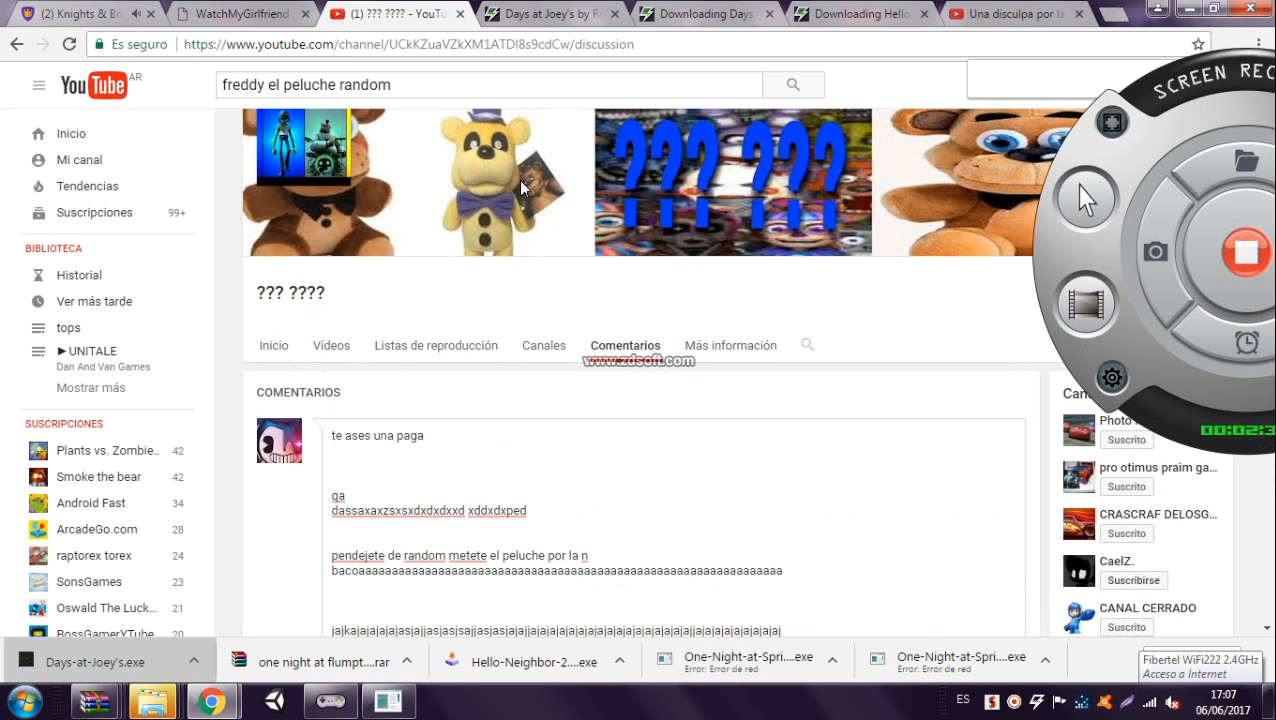 (2) Knights & Bri
WatchMyGirlfriend
(1) ??? ???? - YouTu
Days at Joey's by R
Downloading Days
Downloading Hello
Una disculpa por la
Es seguro
https://www.youtube.com/channel/UCkKZuaVZkXM1ATDl8s9cdCw/discussion
YouTube AR
freddy el peluche random
SCREEN REC
Inicio
Mi canal
Tendencias
Suscripciones 99+
BIBLIOTECA
Historial
Ver más tarde
tops
►UNITALE
Dan And Van Games
Mostrar más
SUSCRIPCIONES
Plants vs. Zombie.. 42
Smoke the bear 42
Android Fast 34
ArcadeGo.com 28
raptorex torex 24
SonsGames 23
Oswald The Luck... 21
BossGamerYTube 20
??? ???
??? ????
Inicio
Vídeos
Listas de reproducción
Canales
Comentarios
Más información
www.zdsoft.com
COMENTARIOS
te ases una paga
qa
dassaxaxzsxsxdxdxdxxd xddxdxped
pendejete de random metete el peluche por la n
Suscrito
pro otimus praim ga...
Suscrito
CRASCRAF DELOSG...
Suscrito
CaelZ.
Suscribirse
CANAL CERRADO
Suscrito
00:02:3
Days-at-Joey's.exe
one night at flumpt....rar
Hello-Neighbor-2....exe
One-Night-at-Spri....exe
Error: Error de red
One-Night-at-Spri....exe
Error: Error de red
Fibertel WiFi222 2.4GHz
Acceso a Internet
ES
17:07
06/06/2017